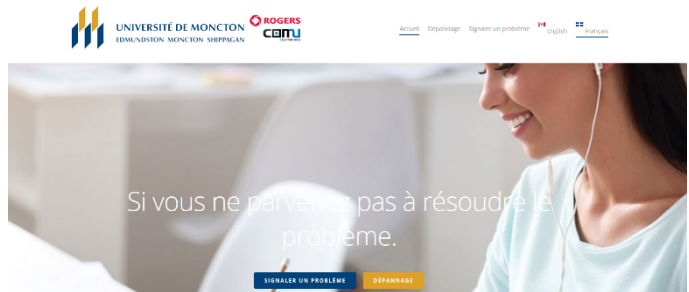 UNIVERSITÉ DE MONCTON
EDMUNDSTON MONCTON SHIPPAGAN
ROGERS
Accueil Dépannage Signaler un problème English Français
Si vous ne parvenez pas à résoudre le
problème.
SIGNALER UN PROBLÈME DÉPANNAGE